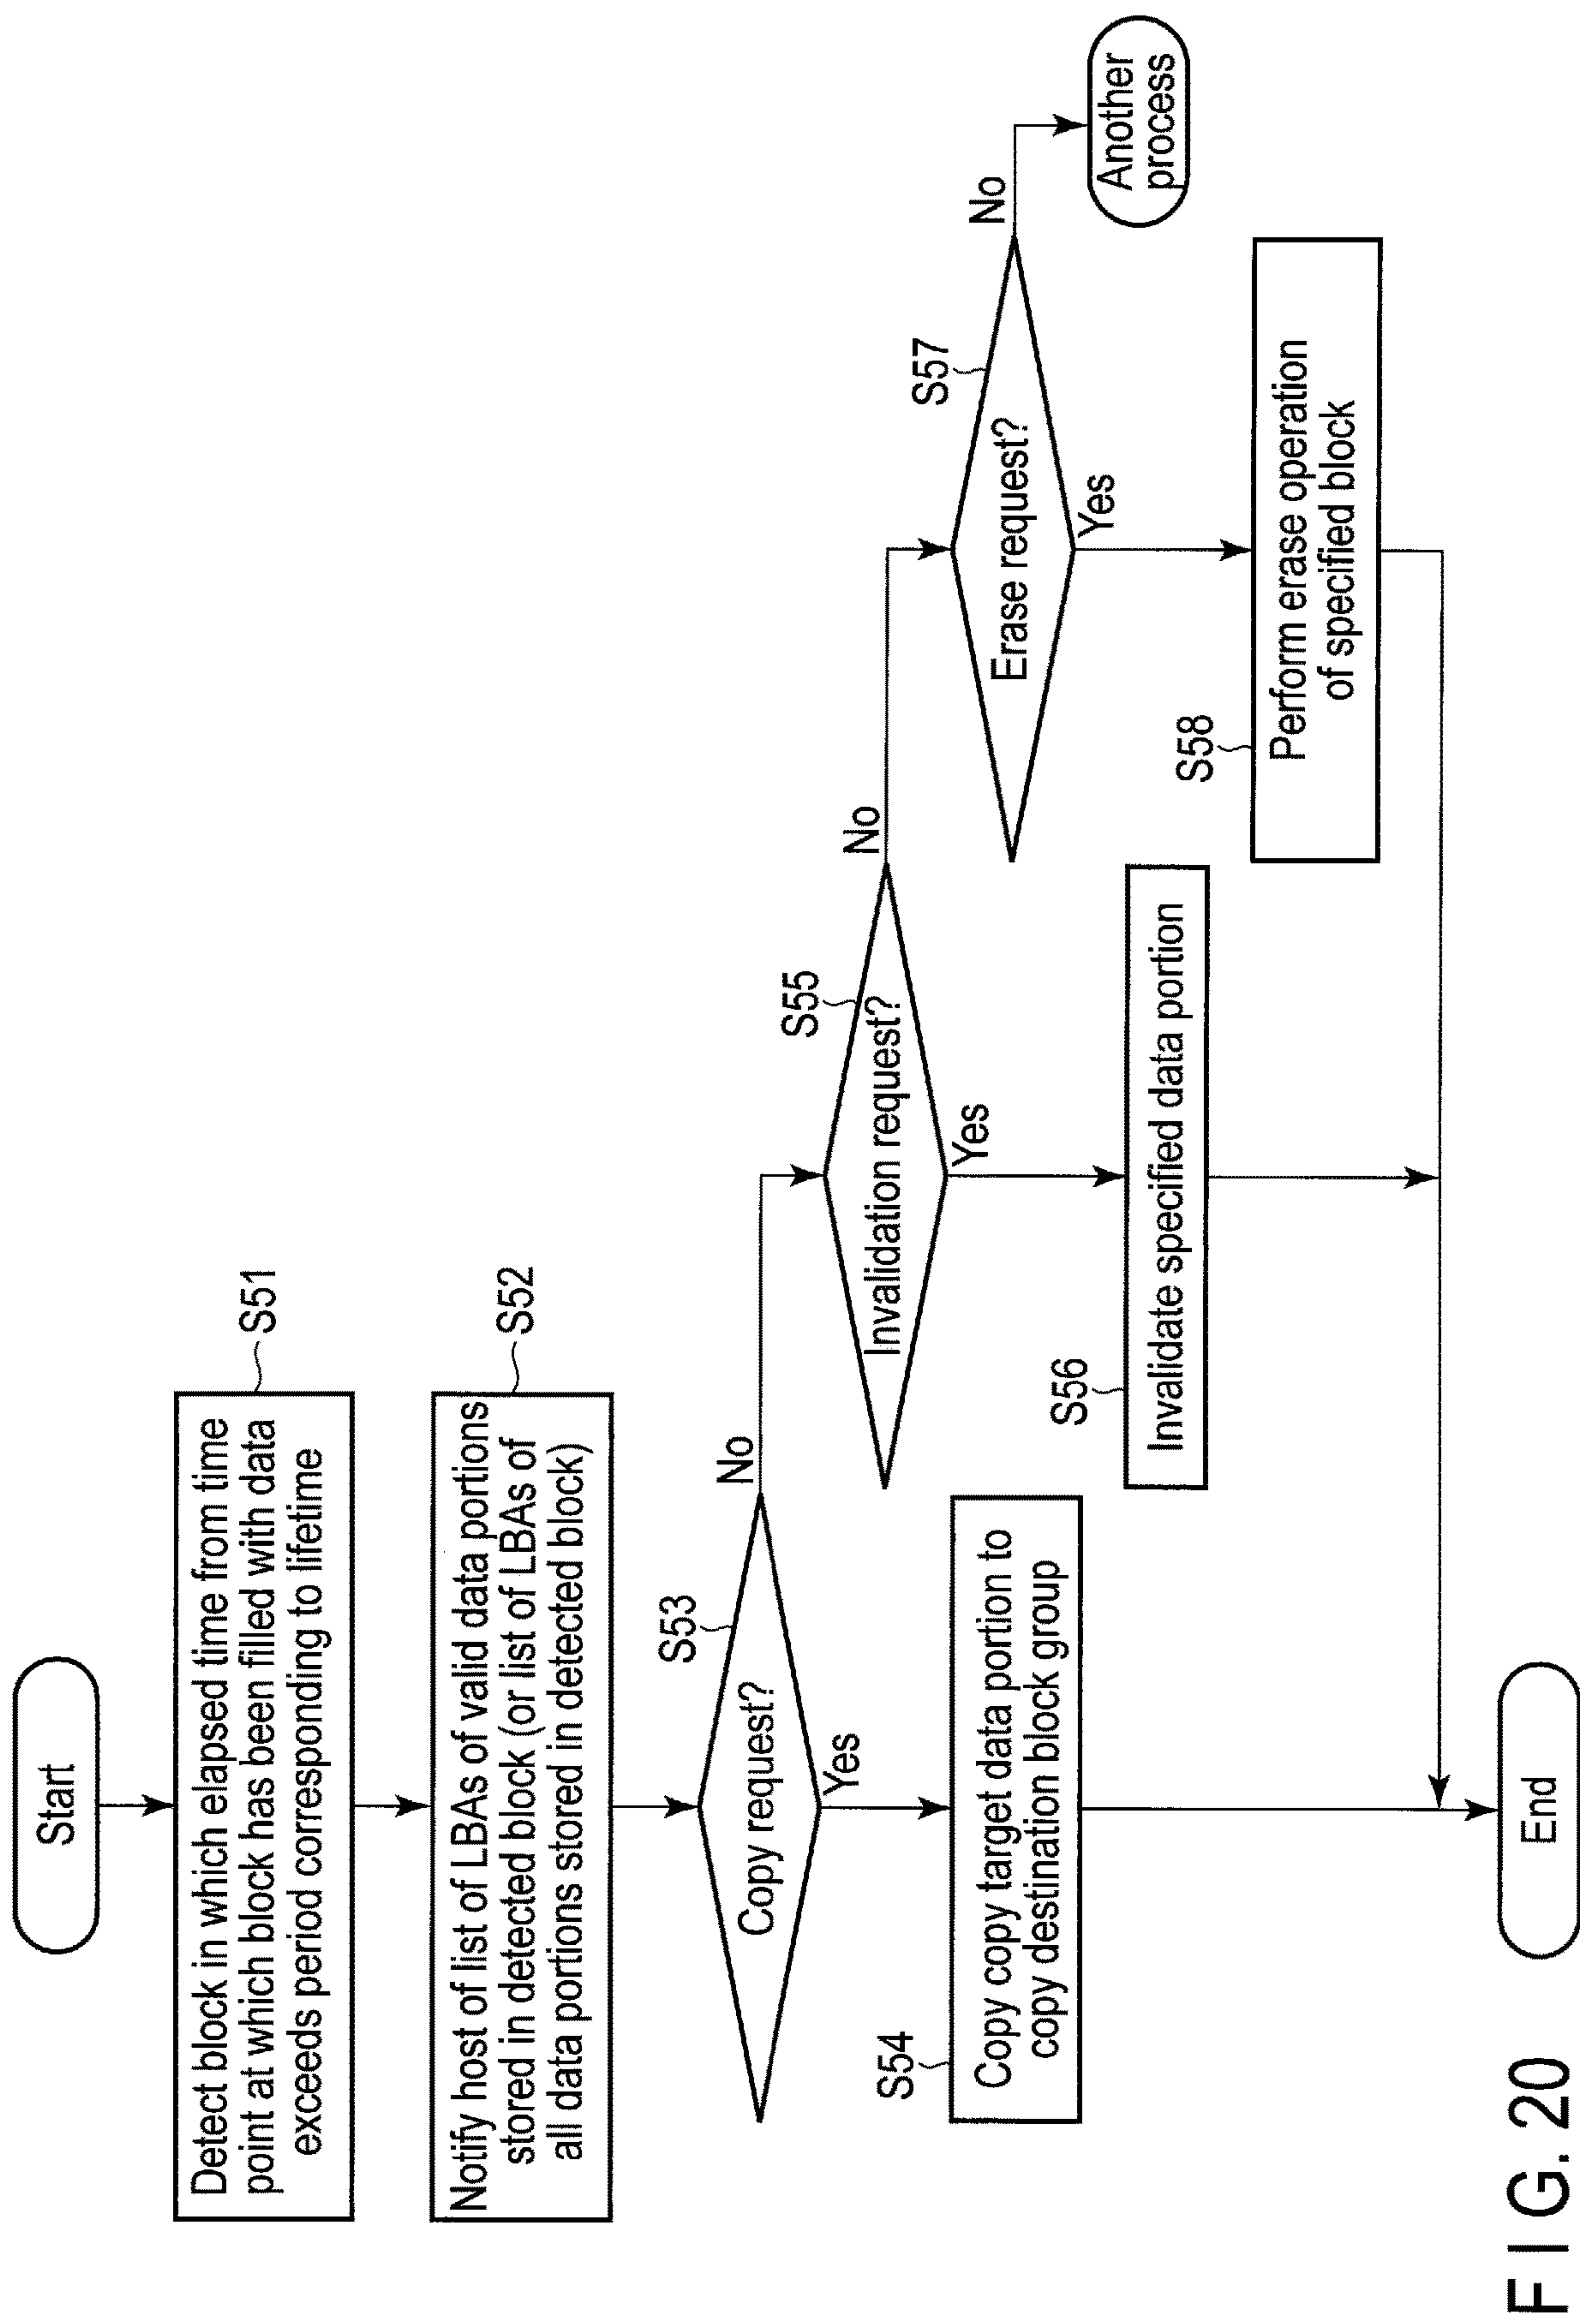 Start
Detect block in which elapsed time from time
point at which block has been filled with data
exceeds period corresponding to lifetime
S51
Notify host of list of LBAs of valid data portions
stored in detected block (or list of LBAs of
all data portions stored in detected block)
S52
S53
Copy request?
No
Yes
S54
Copy copy target data portion to
copy destination block group
S55
Invalidation request?
No
Yes
S56
Invalidate specified data portion
S57
Erase request?
No
Yes
Another
process
S58
Perform erase operation
of specified block
End
FIG. 20